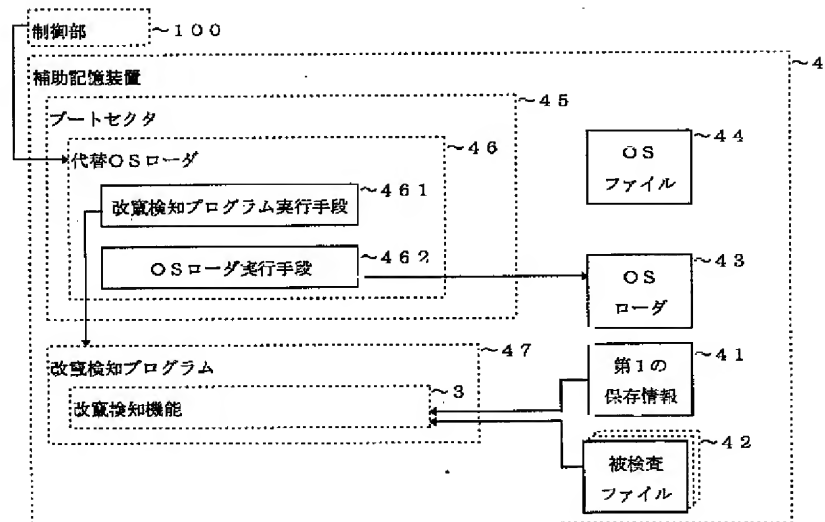 制御部 ~100
補助記憶装置 ~4
ブートセクタ ~45
代替OSローダ ~46
改竄検知プログラム実行手段 ~461
OSローダ実行手段 ~462
OS
ファイル ~44
OS
ローダ ~43
改竄検知プログラム ~47
改竄検知機能 ~3
第1の
保存情報 ~41
被検査
ファイル ~42